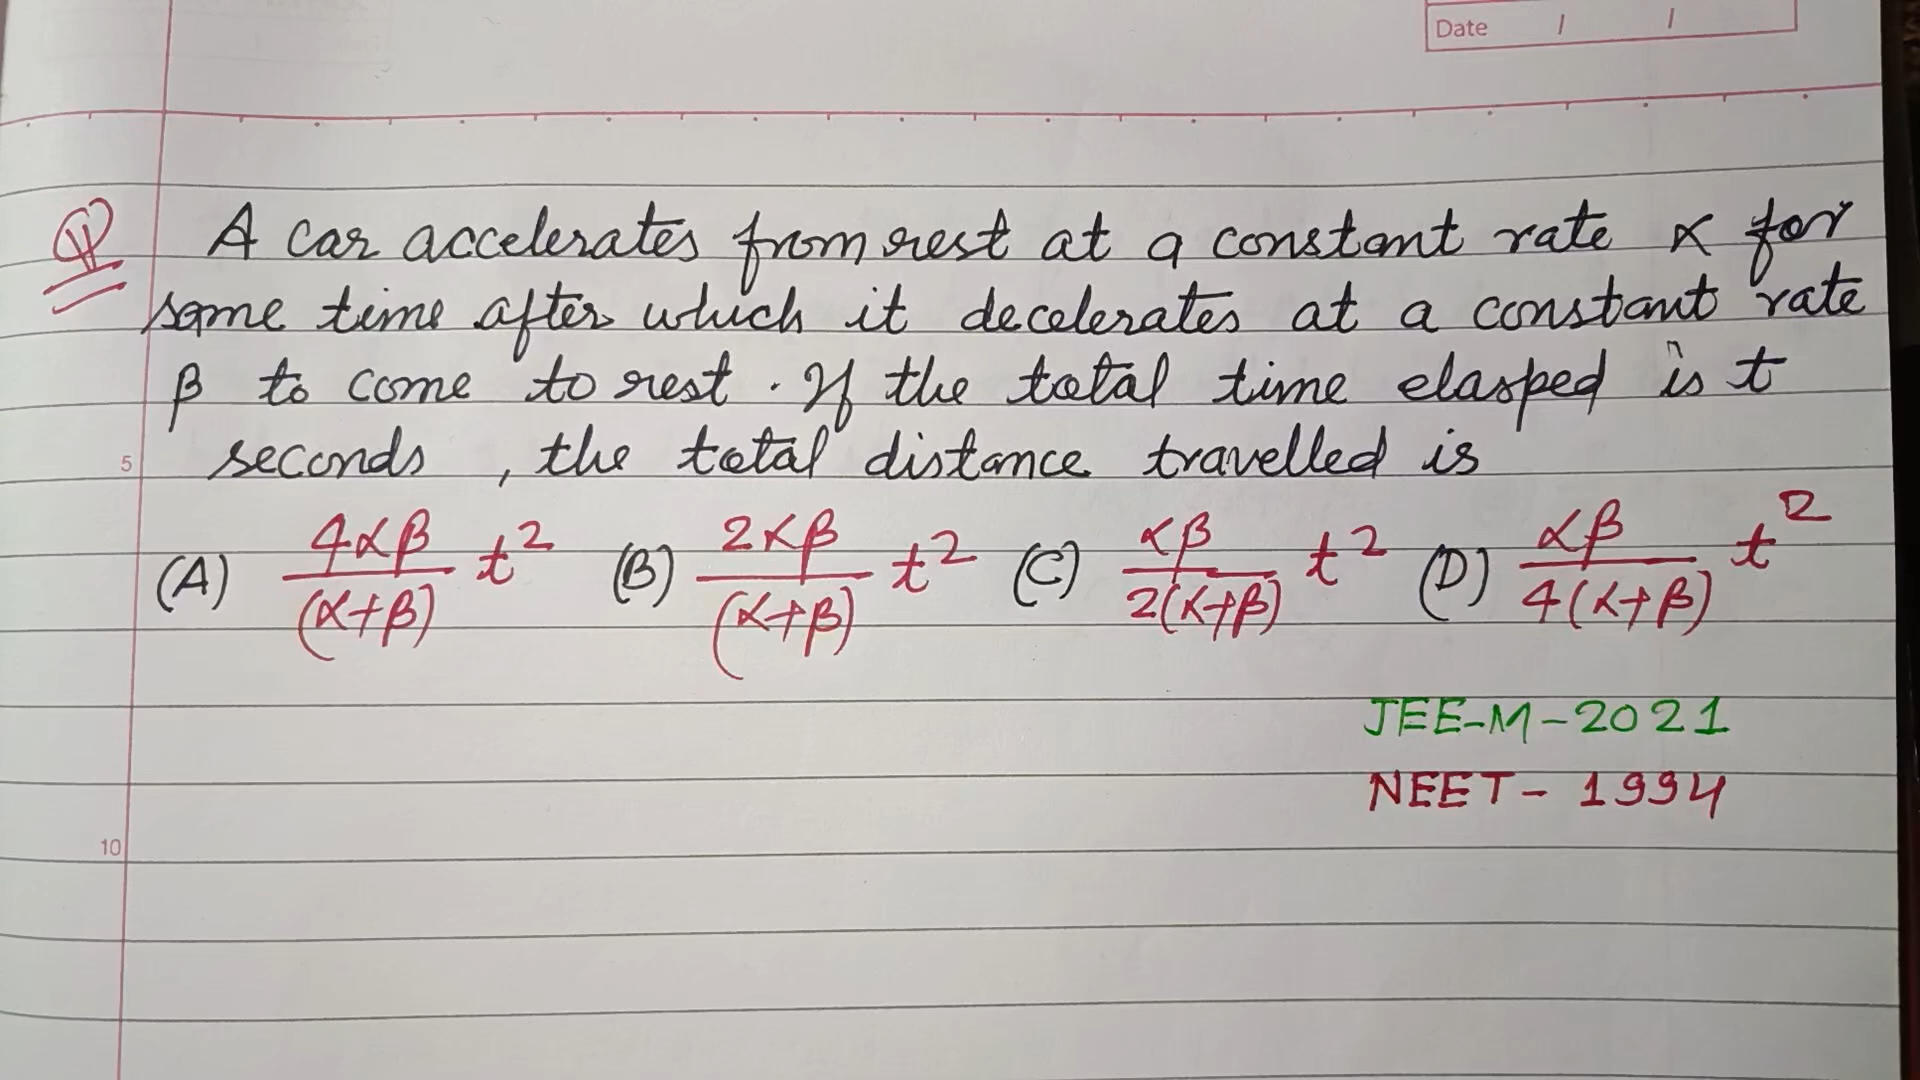 Date / /
Q A car accelerates from rest at a constant rate α for
some time after which it decelerates at a constant rate
β to come to rest. If the total time elasped is t
5 seconds, the total distance travelled is
(A) 4αβ/(α+β) t² (B) 2αβ/(α+β) t² (C) αβ/2(α+β) t² (D) αβ/4(α+β) t²
JEE-M-2021
NEET-1994
10